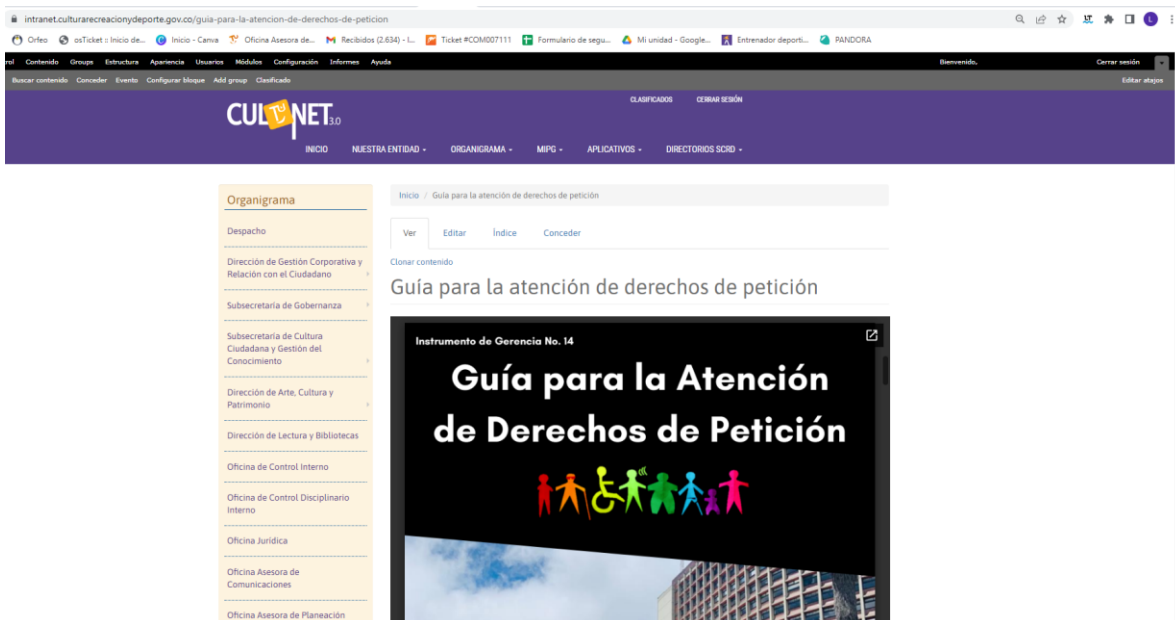 intranet.culturarecreacionydeporte.gov.co/guia-para-la-atencion-de-derechos-de-peticion
L
Orfeo osTicket :: Inicio de... Inicio - Canva Oficina Asesora de... Recibidos (2.634) - l... Ticket #COM007111 Formulario de segu... Mi unidad - Google... Entrenador deporti... PANDORA
rol Contenido Groups Estructura Apariencia Usuarios Módulos Configuración Informes Ayuda Bienvenido. Cerrar sesión
Buscar contenido Conceder Evento Configurar bloque Add group Clasificado Editar atajos
CLASIFICADOS CERRAR SESIÓN
CULTUNET 3.0
INICIO NUESTRA ENTIDAD ORGANIGRAMA MIPG APLICATIVOS DIRECTORIOS SCRD
Organigrama
Despacho
Dirección de Gestión Corporativa y
Relación con el Ciudadano
Subsecretaría de Gobernanza
Subsecretaría de Cultura
Ciudadana y Gestión del
Conocimiento
Dirección de Arte, Cultura y
Patrimonio
Dirección de Lectura y Bibliotecas
Oficina de Control Interno
Oficina de Control Disciplinario
Interno
Oficina Jurídica
Oficina Asesora de
Comunicaciones
Oficina Asesora de Planeación
Inicio / Guía para la atención de derechos de petición
Ver Editar Índice Conceder
Clonar contenido
Guía para la atención de derechos de petición
Instrumento de Gerencia No. 14
Guía para la Atención
de Derechos de Petición